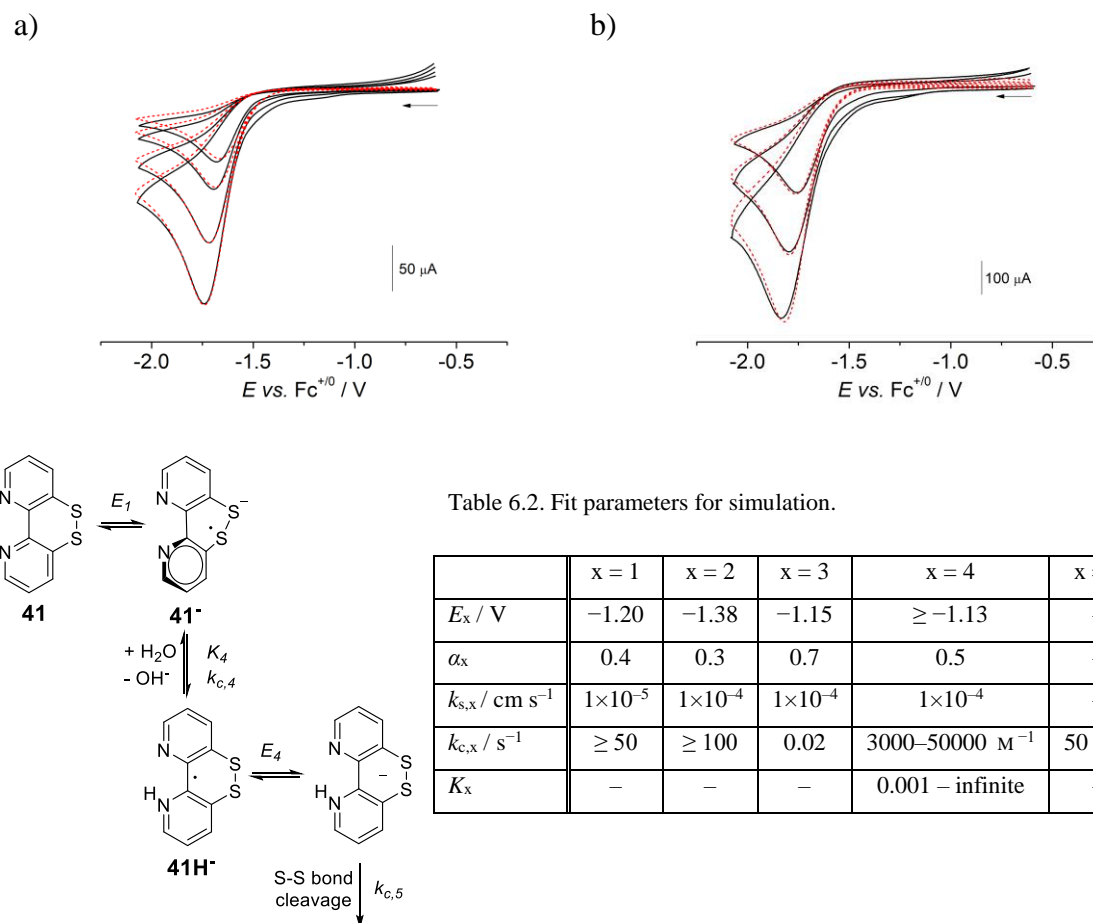 a)
b)
50 μA
100 μA
-2.0 -1.5 -1.0 -0.5
-2.0 -1.5 -1.0 -0.5
E vs. Fc+/0 / V
E vs. Fc+/0 / V
N
N
S
S
41
E1
N
N
S–
S
41-
+ H2O
- OH-
K4
kc,4
N
H N
S
S
41H-
E4
N
H N
S
S
–
S-S bond
cleavage
kc,5
Table 6.2. Fit parameters for simulation.
x = 1 x = 2 x = 3 x = 4
Ex / V −1.20 −1.38 −1.15 ≥ −1.13
αx 0.4 0.3 0.7 0.5
ks,x / cm s−1 1×10−5 1×10−4 1×10−4 1×10−4
kc,x / s−1 ≥ 50 ≥ 100 0.02 3000–50000 M−1 50
Kx – – – 0.001 – infinite